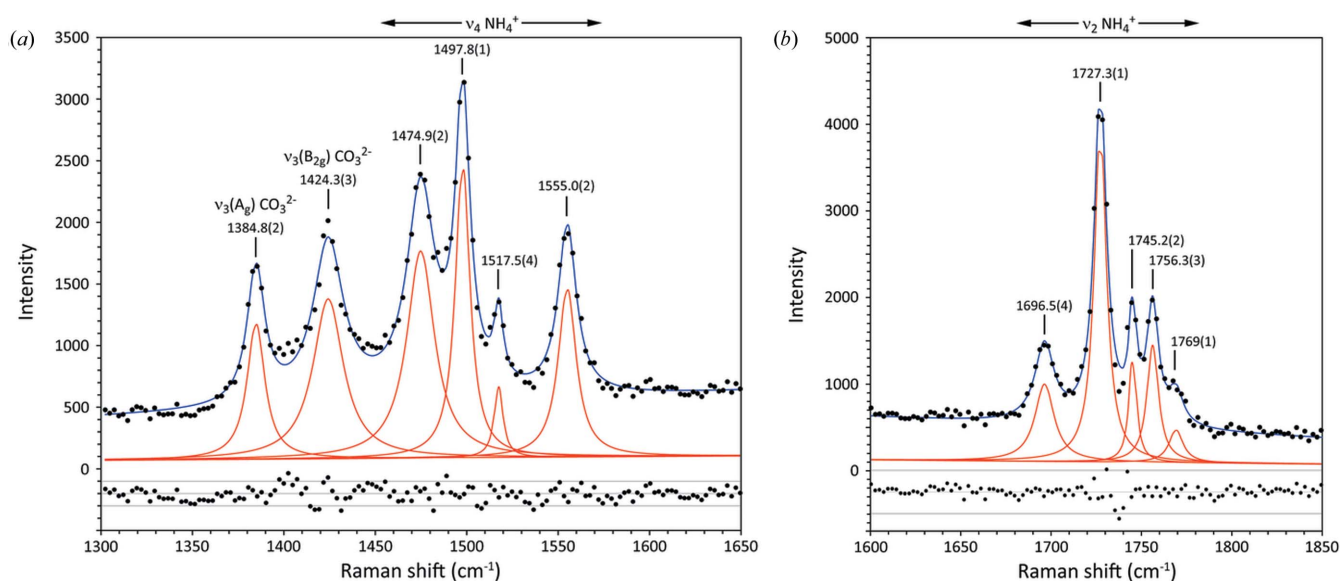 (a)
ν₄ NH₄⁺
3500
3000
2500
2000
1500
1000
500
0
Intensity
ν₃(Ag) CO₃²⁻
1384.8(2)
ν₃(B₂g) CO₃²⁻
1424.3(3)
1474.9(2)
1497.8(1)
1517.5(4)
1555.0(2)
1300 1350 1400 1450 1500 1550 1600 1650
Raman shift (cm⁻¹)
(b)
ν₂ NH₄⁺
5000
4000
3000
2000
1000
0
Intensity
1696.5(4)
1727.3(1)
1745.2(2)
1756.3(3)
1769(1)
1600 1650 1700 1750 1800 1850
Raman shift (cm⁻¹)